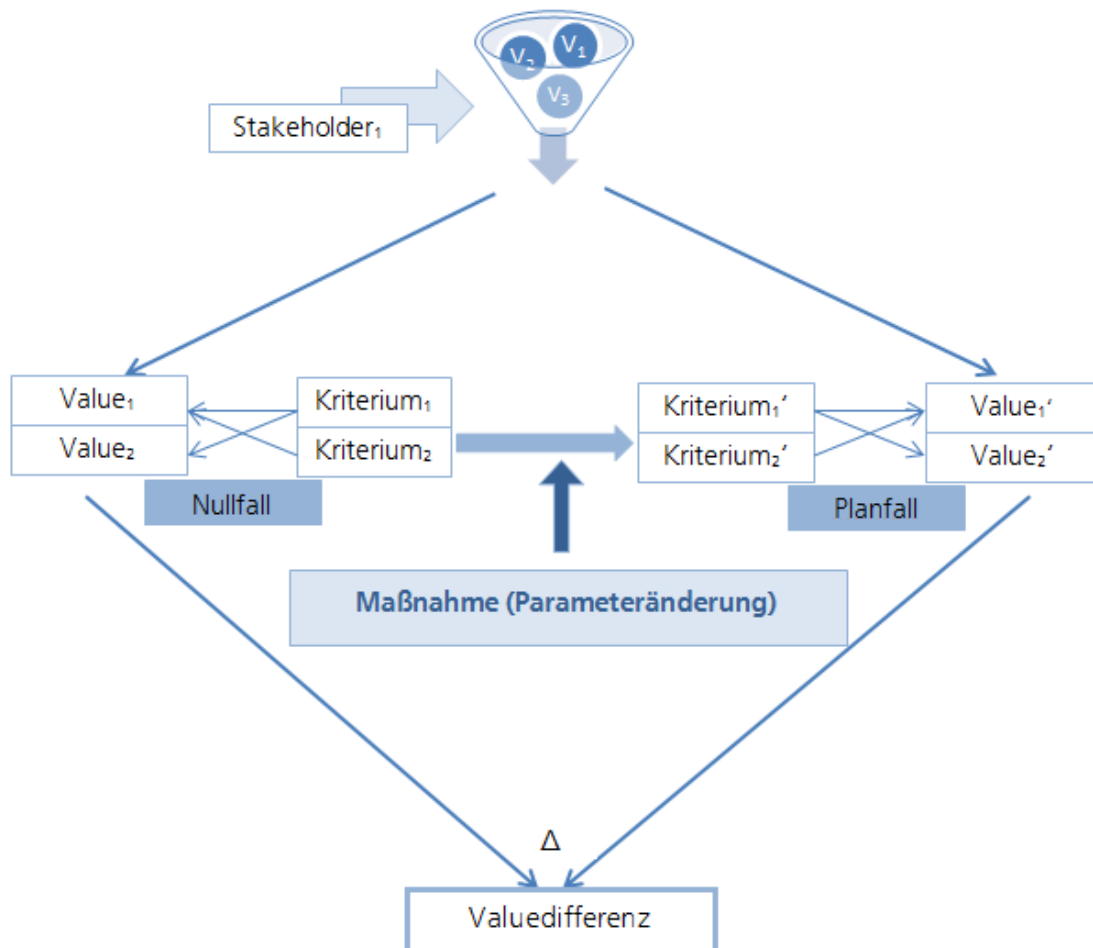 V₁
V₂
V₃
Stakeholder₁
Value₁
Kriterium₁
Kriterium₁′
Value₁′
Value₂
Kriterium₂
Kriterium₂′
Value₂′
Nullfall
Planfall
Maßnahme (Parameteränderung)
Δ
Valuedifferenz